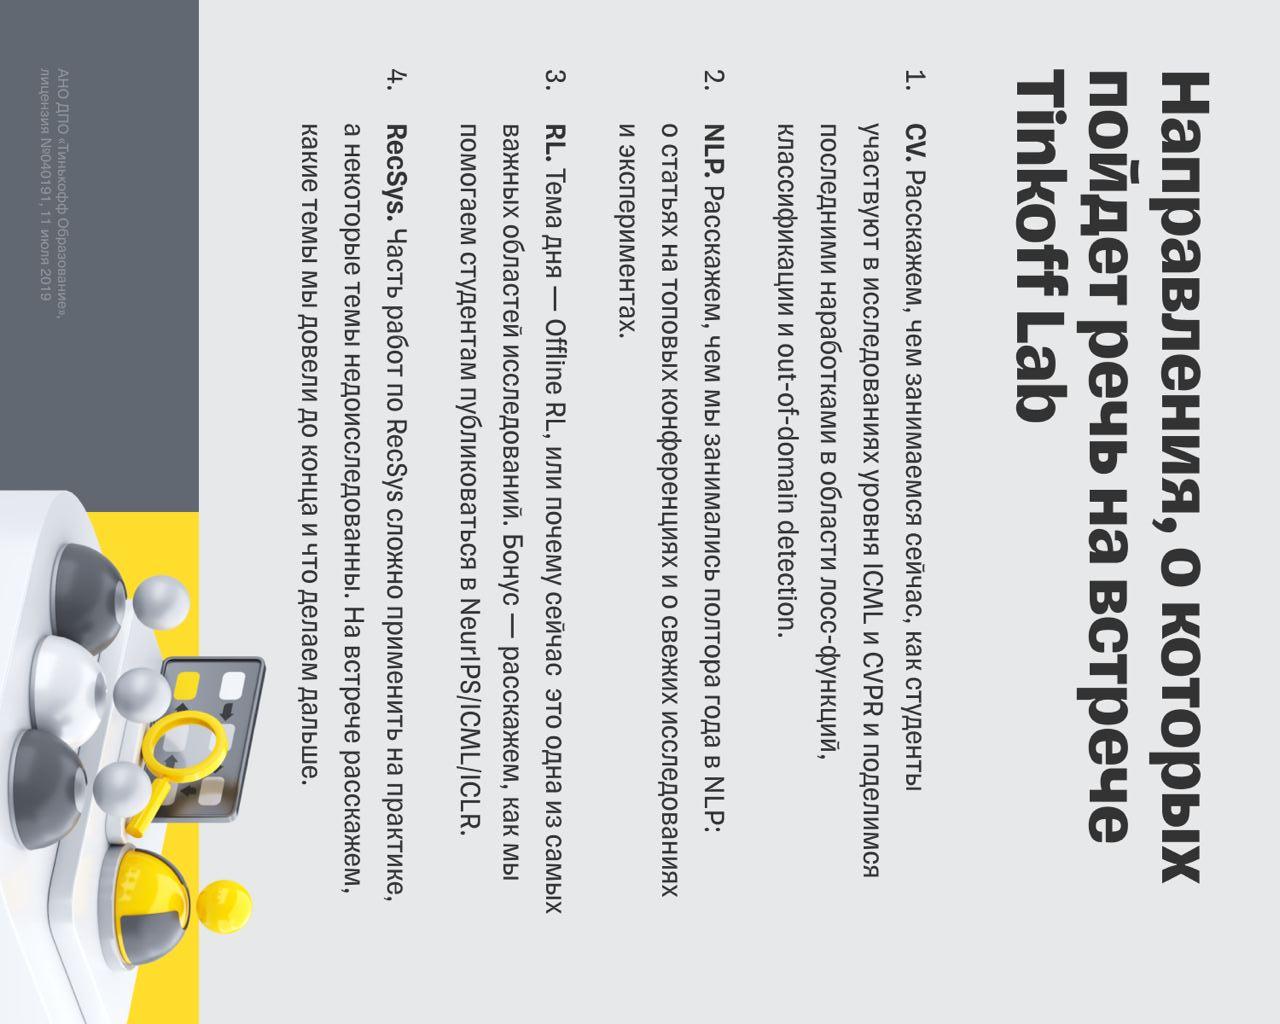 Направления, о которых
пойдет речь на встрече
Tinkoff Lab
1. CV. Расскажем, чем занимаемся сейчас, как студенты
участвуют в исследованиях уровня ICML и CVPR и поделимся
последними наработками в области лосс-функций,
классификации и out-of-domain detection.
2. NLP. Расскажем, чем мы занимались полтора года в NLP:
о статьях на топовых конференциях и о свежих исследованиях
и экспериментах.
3. RL. Тема дня — Offline RL, или почему сейчас это одна из самых
важных областей исследований. Бонус — расскажем, как мы
помогаем студентам публиковаться в NeurIPS/ICML/ICLR.
4. RecSys. Часть работ по RecSys сложно применить на практике,
а некоторые темы недоисследованны. На встрече расскажем,
какие темы мы довели до конца и что делаем дальше.
АНО ДПО «Тинькофф Образование»,
лицензия №040191, 11 июля 2019